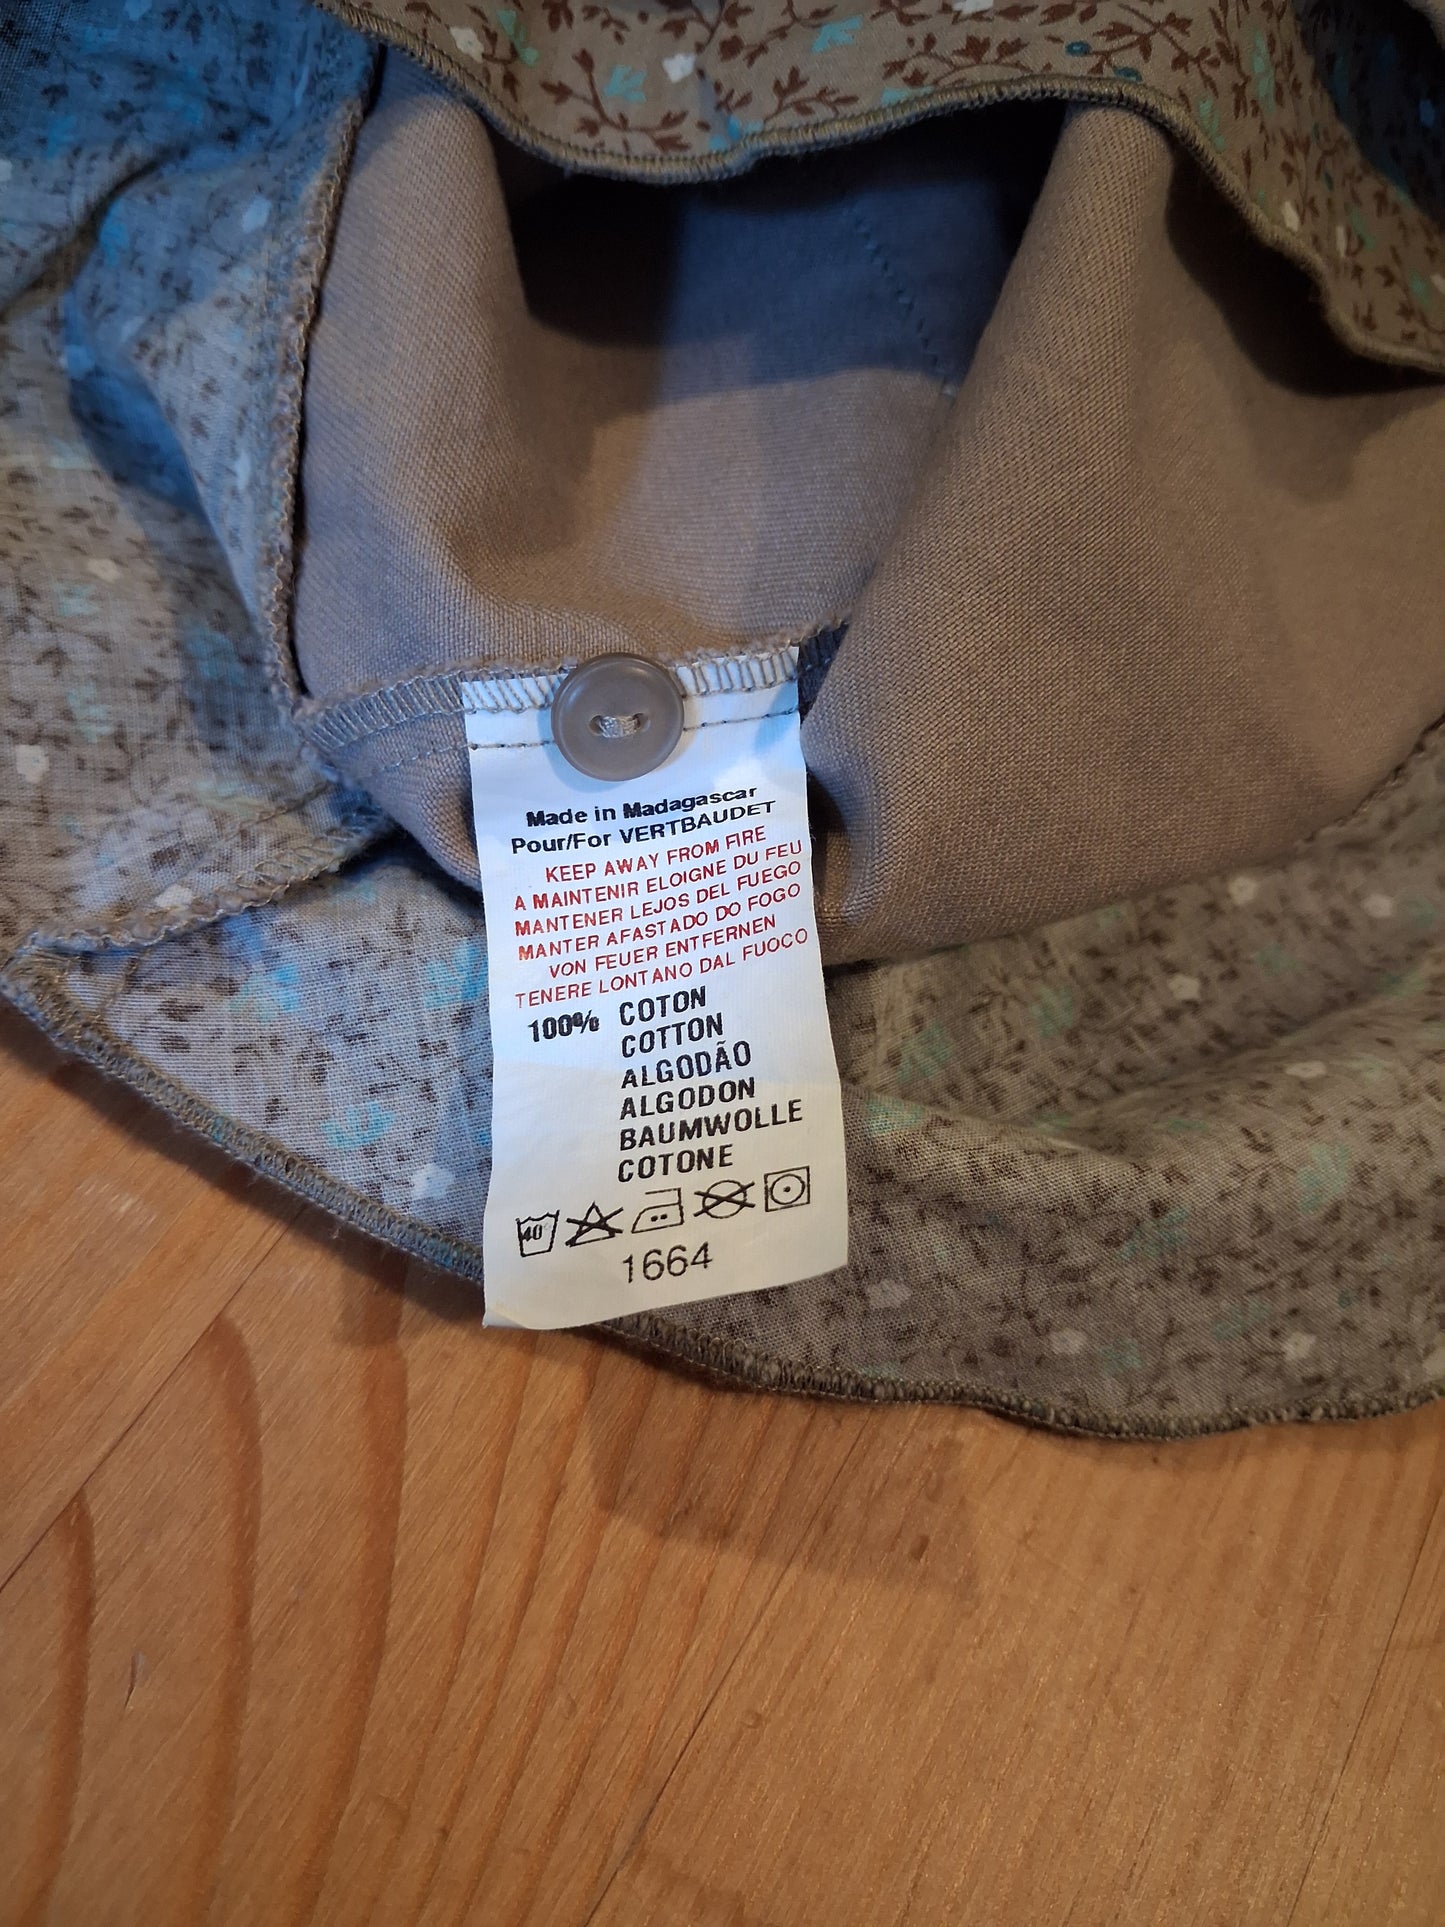 Made in Madagascar
Pour/For VERTBAUDET
KEEP AWAY FROM FIRE
A MAINTENIR ELOIGNE DU FEU
MANTENER LEJOS DEL FUEGO
MANTER AFASTADO DO FOGO
VON FEUER ENTFERNEN
TENERE LONTANO DAL FUOCO
100% COTON
COTTON
ALGODÃO
ALGODON
BAUMWOLLE
COTONE
40
1664